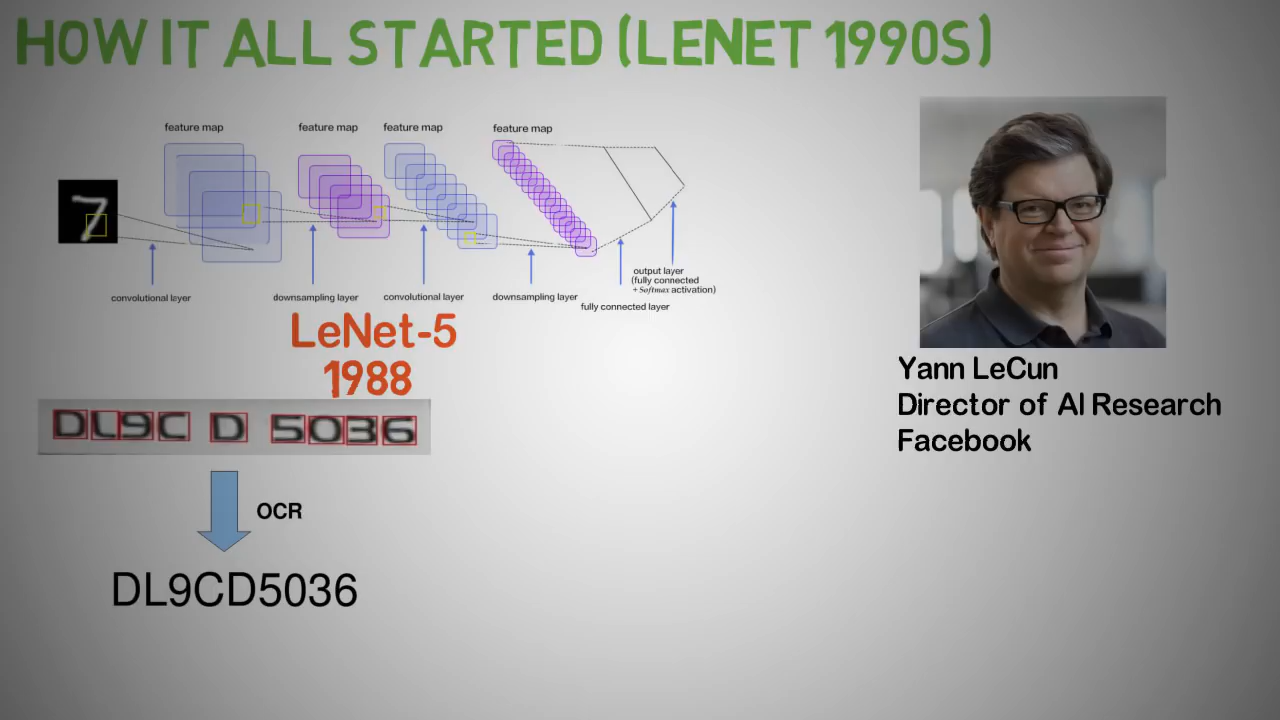 HOW IT ALL STARTED (LENET 1990S)
feature map
feature map
feature map
feature map
7
convolutional layer
downsampling layer
convolutional layer
downsampling layer
fully connected layer
output layer
(fully connected
+ Softmax activation)
LeNet-5
1988
DL9C D 5036
OCR
DL9CD5036
Yann LeCun
Director of AI Research
Facebook